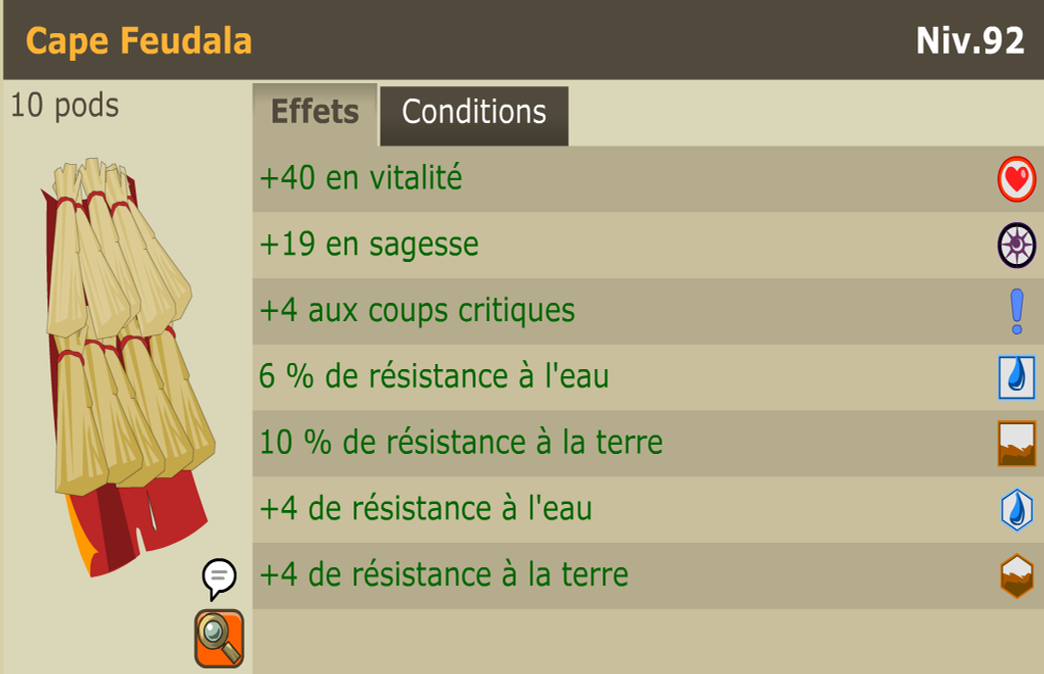 Cape Feudala
Niv.92
10 pods
Effets
Conditions
+40 en vitalité
+19 en sagesse
+4 aux coups critiques
6 % de résistance à l'eau
10 % de résistance à la terre
+4 de résistance à l'eau
+4 de résistance à la terre